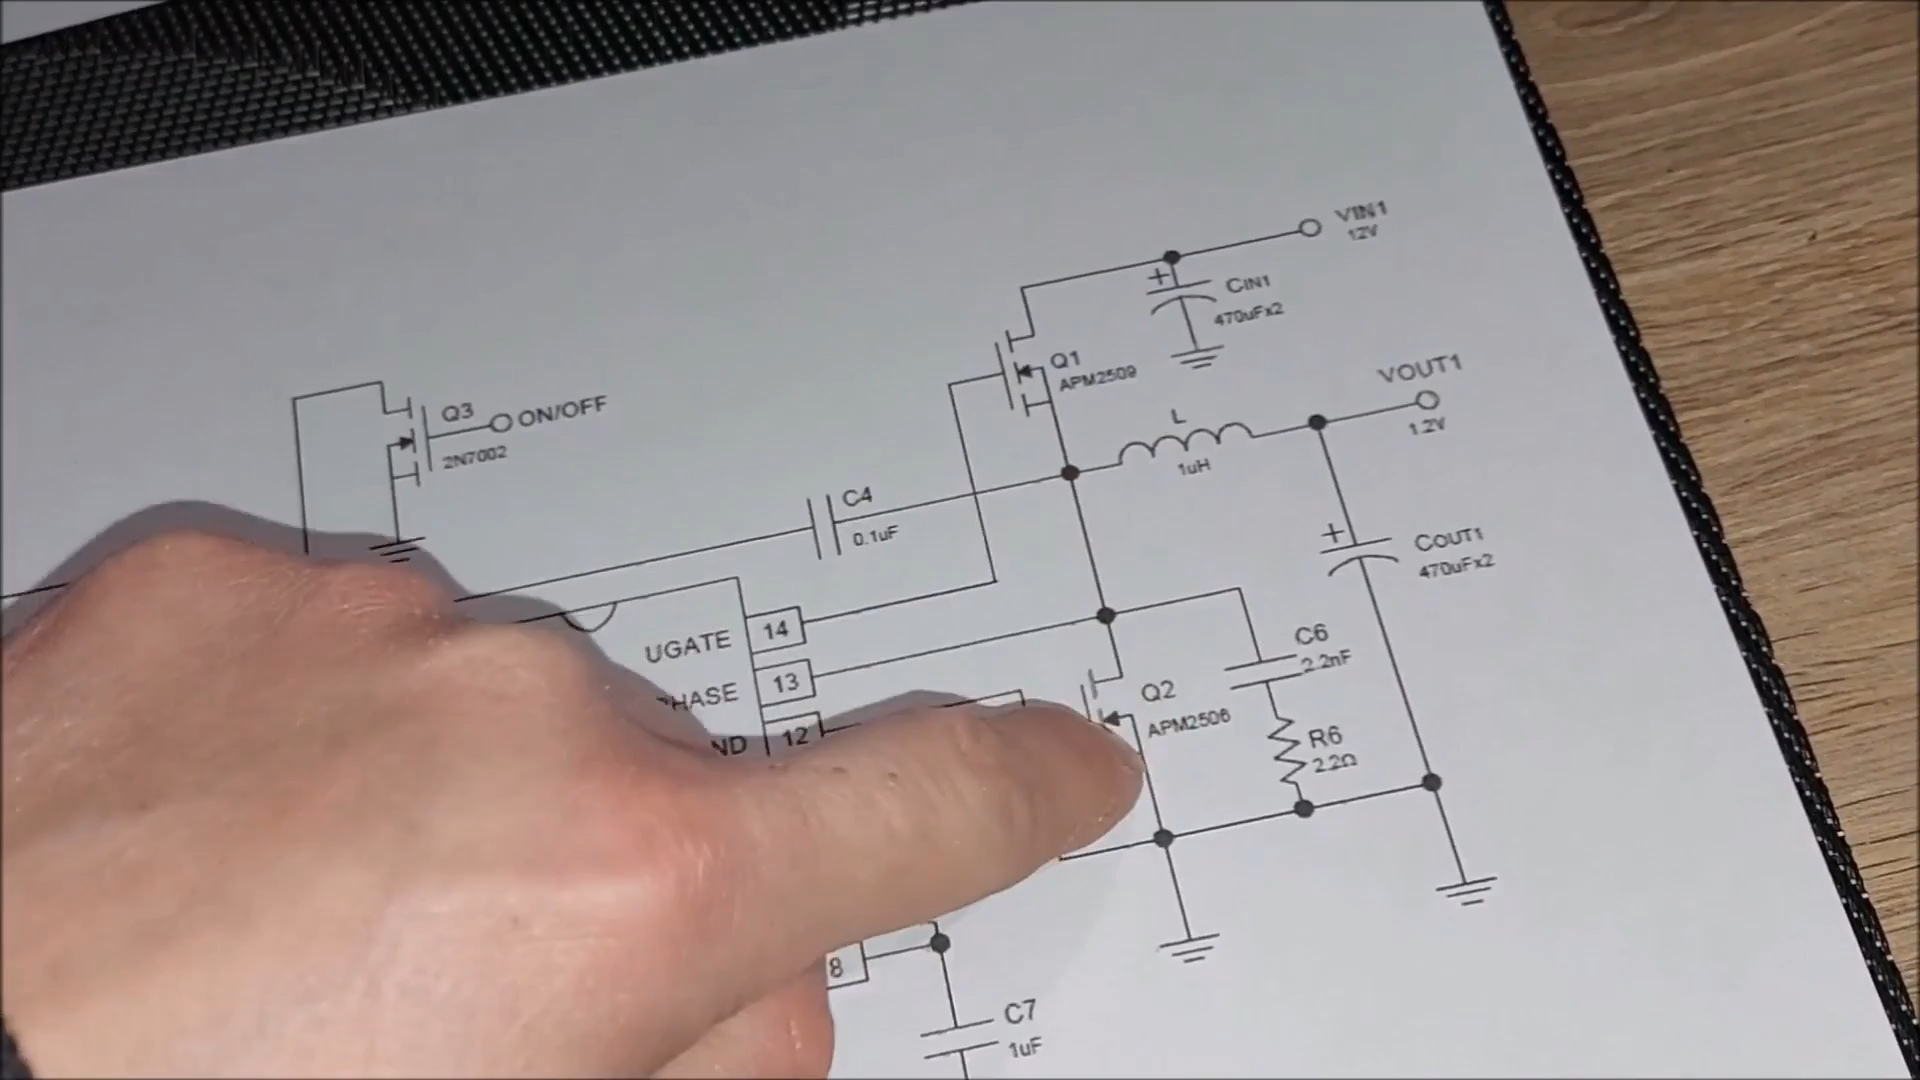 VIN1
12V
+
CIN1
470uFx2
Q1
APM2509
VOUT1
1.2V
Q3
ON/OFF
2N7002
L
1uH
C4
0.1uF
+
COUT1
470uFx2
UGATE
14
C6
2.2nF
PHASE
13
Q2
APM2506
ND
12
R6
2.2Ω
8
C7
1uF